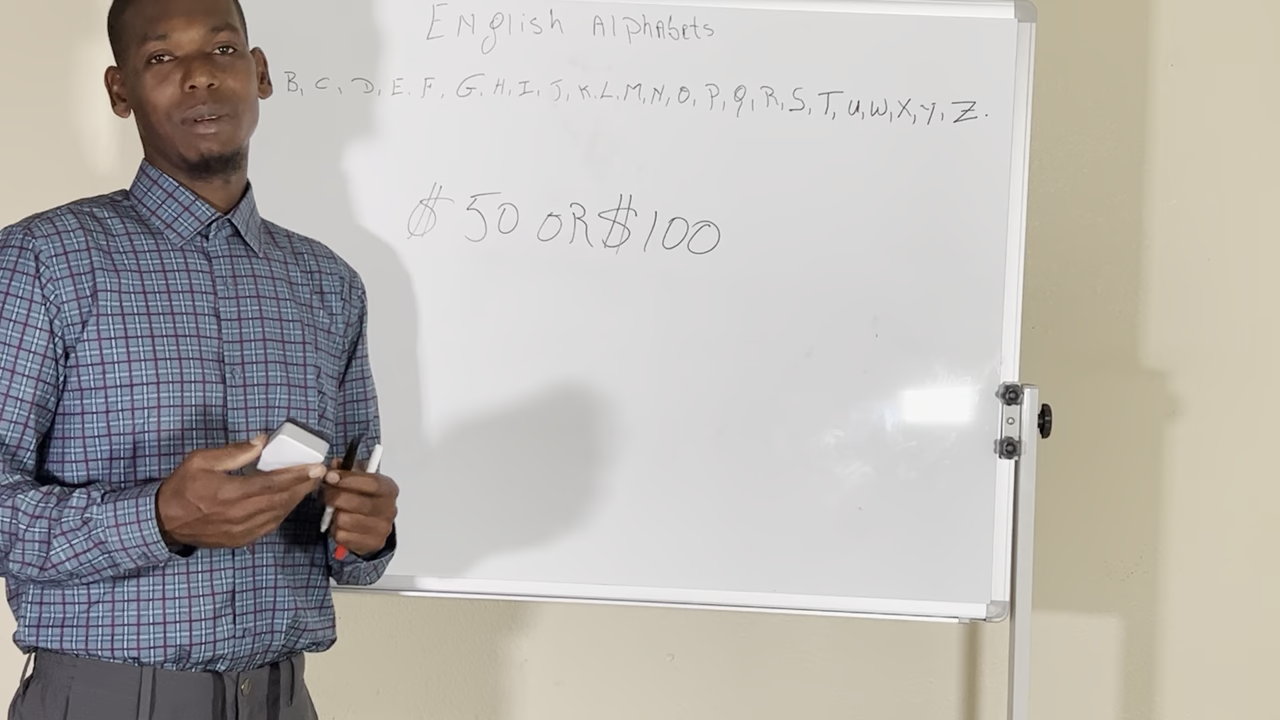 English Alphabets
B, C, D, E. F, G, H, I, J, K. L. M, N, O, P, Q, R, S, T, U, W, X, Y, Z.
$ 50 OR $100